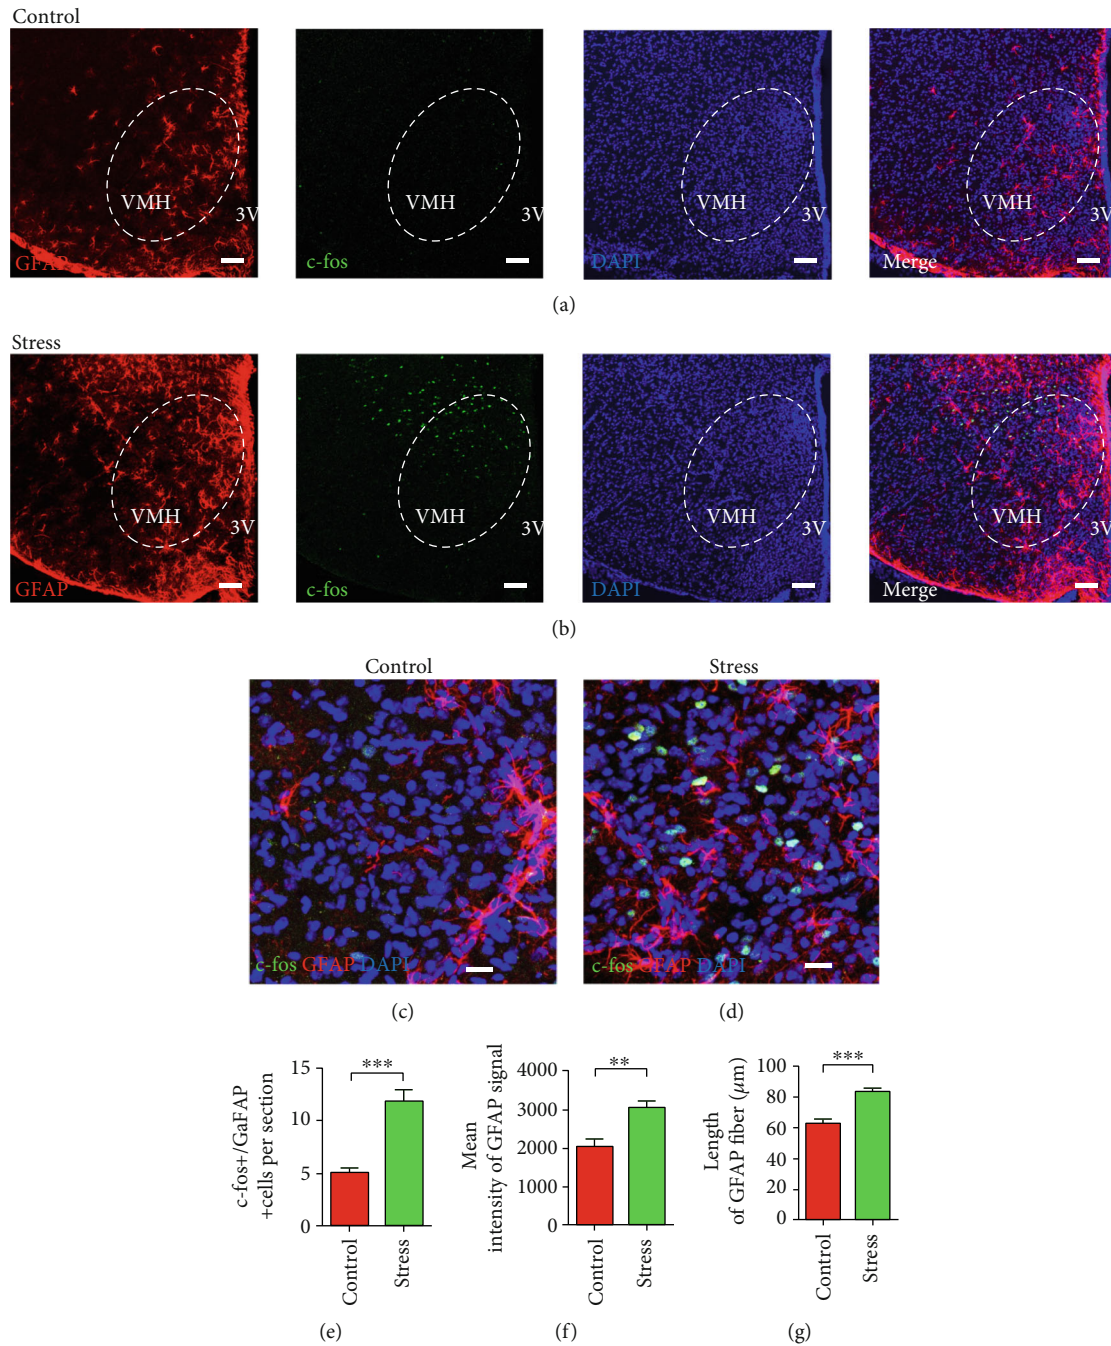 Control
VMH
3V
GFAP
VMH
3V
c-fos
VMH
3V
DAPI
VMH
3V
Merge
(a)
Stress
VMH
3V
GFAP
VMH
3V
c-fos
VMH
3V
DAPI
VMH
3V
Merge
(b)
Control
c-fos GFAP DAPI
(c)
Stress
c-fos GFAP DAPI
(d)
c-fos+/GaFAP
+cells per section
15
10
5
0
***
Control
Stress
(e)
Mean
intensity of GFAP signal
4000
3000
2000
1000
0
**
Control
Stress
(f)
Length
of GFAP fiber (μm)
100
80
60
40
20
0
***
Control
Stress
(g)